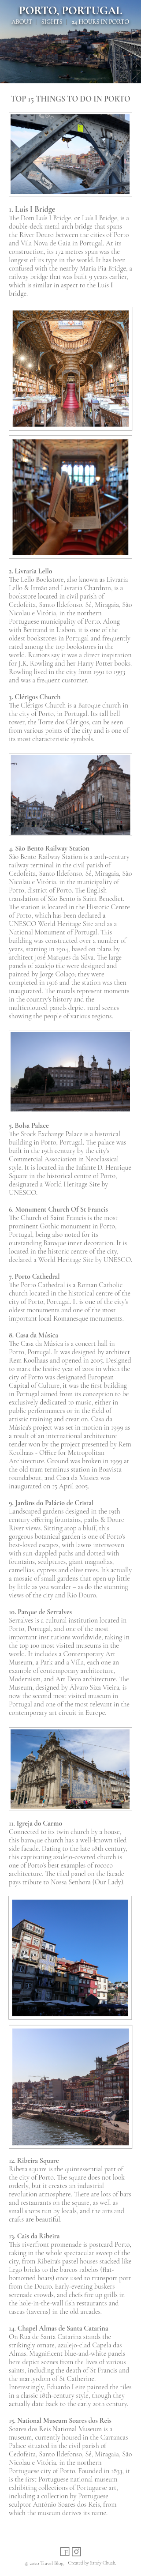 PORTO, PORTUGAL
ABOUT SIGHTS 24 HOURS IN PORTO
TOP 15 THINGS TO DO IN PORTO
1. Luís I Bridge
The Dom Luís I Bridge, or Luís I Bridge, is a
double-deck metal arch bridge that spans
the River Douro between the cities of Porto
and Vila Nova de Gaia in Portugal. At its
construction, its 172 metres span was the
longest of its type in the world. It has been
confused with the nearby Maria Pia Bridge, a
railway bridge that was built 9 years earlier,
which is similar in aspect to the Luís I
bridge.
2. Livraria Lello
The Lello Bookstore, also known as Livraria
Lello & Irmão and Livraria Chardron, is a
bookstore located in civil parish of
Cedofeita, Santo Ildefonso, Sé, Miragaia, São
Nicolau e Vitória, in the northern
Portuguese municipality of Porto. Along
with Bertrand in Lisbon, it is one of the
oldest bookstores in Portugal and frequently
rated among the top bookstores in the
world. Rumors say it was a direct inspiration
for J.K. Rowling and her Harry Potter books.
Rowling lived in the city from 1991 to 1993
and was a frequent customer.
3. Clérigos Church
The Clérigos Church is a Baroque church in
the city of Porto, in Portugal. Its tall bell
tower, the Torre dos Clérigos, can be seen
from various points of the city and is one of
its most characteristic symbols.
4. São Bento Railway Station
São Bento Railway Station is a 20th-century
railway terminal in the civil parish of
Cedofeita, Santo Ildefonso, Sé, Miragaia, São
Nicolau e Vitória, in the municipality of
Porto, district of Porto. The English
translation of São Bento is Saint Benedict.
The station is located in the Historic Centre
of Porto, which has been declared a
UNESCO World Heritage Site and as a
National Monument of Portugal. This
building was constructed over a number of
years, starting in 1904, based on plans by
architect José Marques da Silva. The large
panels of azulejo tile were designed and
painted by Jorge Colaço; they were
completed in 1916 and the station was then
inaugurated. The murals represent moments
in the country's history and the
multicoloured panels depict rural scenes
showing the people of various regions.
5. Bolsa Palace
The Stock Exchange Palace is a historical
building in Porto, Portugal. The palace was
built in the 19th century by the city's
Commercial Association in Neoclassical
style. It is located in the Infante D. Henrique
Square in the historical centre of Porto,
designated a World Heritage Site by
UNESCO.
6. Monument Church Of St Francis
The Church of Saint Francis is the most
prominent Gothic monument in Porto,
Portugal, being also noted for its
outstanding Baroque inner decoration. It is
located in the historic centre of the city,
declared a World Heritage Site by UNESCO.
7. Porto Cathedral
The Porto Cathedral is a Roman Catholic
church located in the historical centre of the
city of Porto, Portugal. It is one of the city's
oldest monuments and one of the most
important local Romanesque monuments.
8. Casa da Música
The Casa da Música is a concert hall in
Porto, Portugal. It was designed by architect
Rem Koolhaas and opened in 2005. Designed
to mark the festive year of 2001 in which the
city of Porto was designated European
Capital of Culture, it was the first building
in Portugal aimed from its conception to be
exclusively dedicated to music, either in
public performances or in the field of
artistic training and creation. Casa da
Música's project was set in motion in 1999 as
a result of an international architecture
tender won by the project presented by Rem
Koolhaas - Office for Metropolitan
Architecture. Ground was broken in 1999 at
the old tram terminus station in Boavista
roundabout, and Casa da Música was
inaugurated on 15 April 2005.
9. Jardins do Palácio de Cristal
Landscaped gardens designed in the 19th
century offering fountains, paths & Douro
River views. Sitting atop a bluff, this
gorgeous botanical garden is one of Porto's
best-loved escapes, with lawns interwoven
with sun-dappled paths and dotted with
fountains, sculptures, giant magnolias,
camellias, cypress and olive trees. It's actually
a mosaic of small gardens that open up little
by little as you wander – as do the stunning
views of the city and Rio Douro.
10. Parque de Serralves
Serralves is a cultural institution located in
Porto, Portugal, and one of the most
important institutions worldwide, raking in
the top 100 most visited museums in the
world. It includes a Contemporary Art
Museum, a Park and a Villa, each one an
example of contemporary architecture,
Modernism, and Art Deco architecture. The
Museum, designed by Álvaro Siza Vieira, is
now the second most visited museum in
Portugal and one of the most relevant in the
contemporary art circuit in Europe.
11. Igreja do Carmo
Connected to its twin church by a house,
this baroque church has a well-known tiled
side facade. Dating to the late 18th century,
this captivating azulejo-covered church is
one of Porto's best examples of rococo
architecture. The tiled panel on the facade
pays tribute to Nossa Senhora (Our Lady).
12. Ribeira Square
Ribera square is the quintessential part of
the city of Porto. The square does not look
orderly, but it creates an industrial
revolution atmosphere. There are lots of bars
and restaurants on the square, as well as
small shops run by locals, and the arts and
crafts are beautiful.
13. Cais da Ribeira
This riverfront promenade is postcard Porto,
taking in the whole spectacular sweep of the
city, from Ribeira's pastel houses stacked like
Lego bricks to the barcos rabelos (flat-
bottomed boats) once used to transport port
from the Douro. Early-evening buskers
serenade crowds, and chefs fire up grills in
the hole-in-the-wall fish restaurants and
tascas (taverns) in the old arcades.
14. Chapel Almas de Santa Catarina
On Rua de Santa Catarina stands the
strikingly ornate, azulejo-clad Capela das
Almas. Magnificent blue-and-white panels
here depict scenes from the lives of various
saints, including the death of St Francis and
the martyrdom of St Catherine.
Interestingly, Eduardo Leite painted the tiles
in a classic 18th-century style, though they
actually date back to the early 20th century.
15. National Museum Soares dos Reis
Soares dos Reis National Museum is a
museum, currently housed in the Carrancas
Palace situated in the civil parish of
Cedofeita, Santo Ildefonso, Sé, Miragaia, São
Nicolau e Vitória, in the northern
Portuguese city of Porto. Founded in 1833, it
is the first Portuguese national museum
exhibiting collections of Portuguese art,
including a collection by Portuguese
sculptor António Soares dos Reis, from
which the museum derives its name.
© 2021 Travel Blog Created by